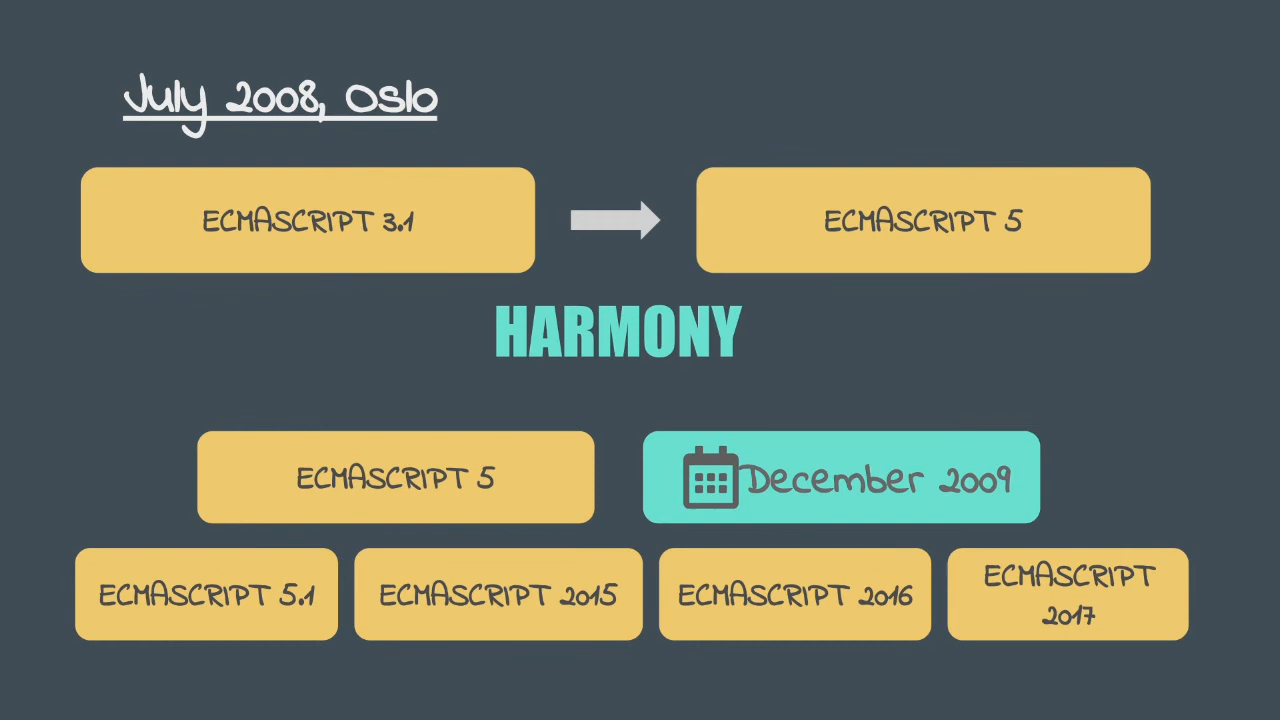 July 2008, Oslo
ECMASCRIPT 3.1
ECMASCRIPT 5
HARMONY
ECMASCRIPT 5
December 2009
ECMASCRIPT 5.1
ECMASCRIPT 2015
ECMASCRIPT 2016
ECMASCRIPT
2017